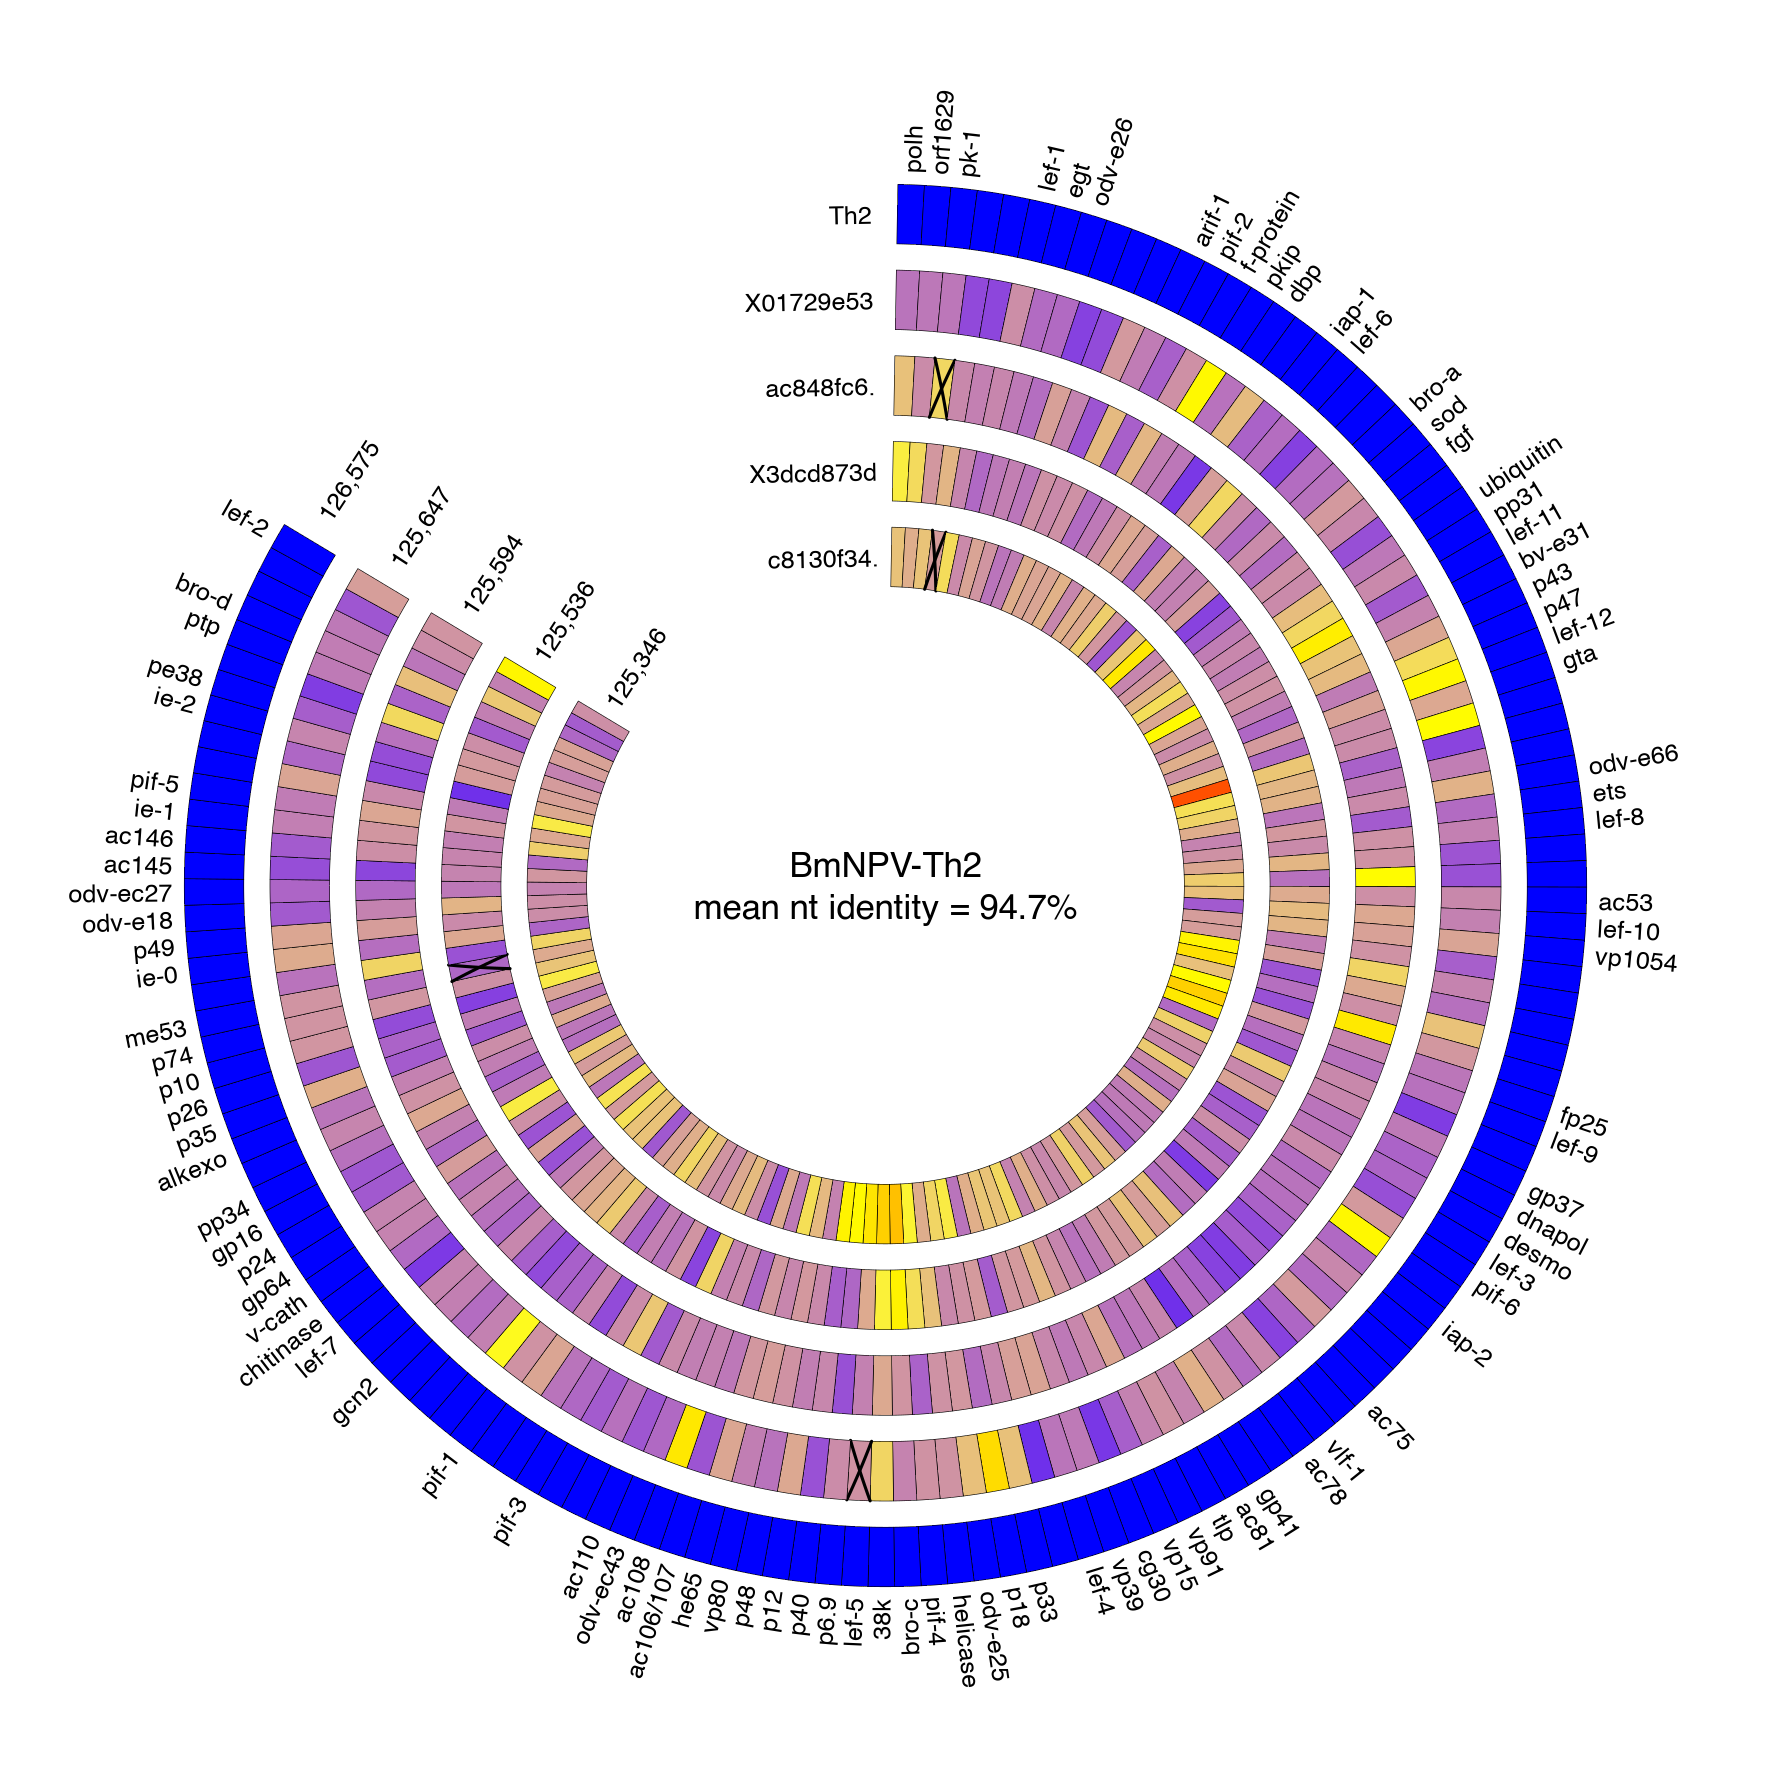 polh
orf1629
pk-1
lef-1
egt
odv-e26
arif-1
pif-2
f-protein
pkip
dbp
iap-1
lef-6
bro-a
sod
fgf
ubiquitin
pp31
lef-11
bv-e31
p43
p47
lef-12
gta
odv-e66
ets
lef-8
ac53
lef-10
vp1054
fp25
lef-9
gp37
dnapol
desmo
lef-3
pif-6
iap-2
ac75
vlf-1
ac78
gp41
ac81
tlp
vp91
vp15
cg30
vp39
lef-4
p33
p18
odv-e25
helicase
pif-4
bro-c
38k
lef-5
p6.9
p40
p12
p48
vp80
he65
ac106/107
ac108
odv-ec43
ac110
pif-3
pif-1
gcn2
lef-7
chitinase
v-cath
gp64
p24
gp16
pp34
alkexo
p35
p26
p10
p74
me53
ie-0
p49
odv-e18
odv-ec27
ac145
ac146
ie-1
pif-5
ie-2
pe38
ptp
bro-d
lef-2
Th2
X01729e53
ac848fc6.
X3dcd873d
c8130f34.
126,575
125,647
125,594
125,536
125,346
BmNPV-Th2
mean nt identity = 94.7%